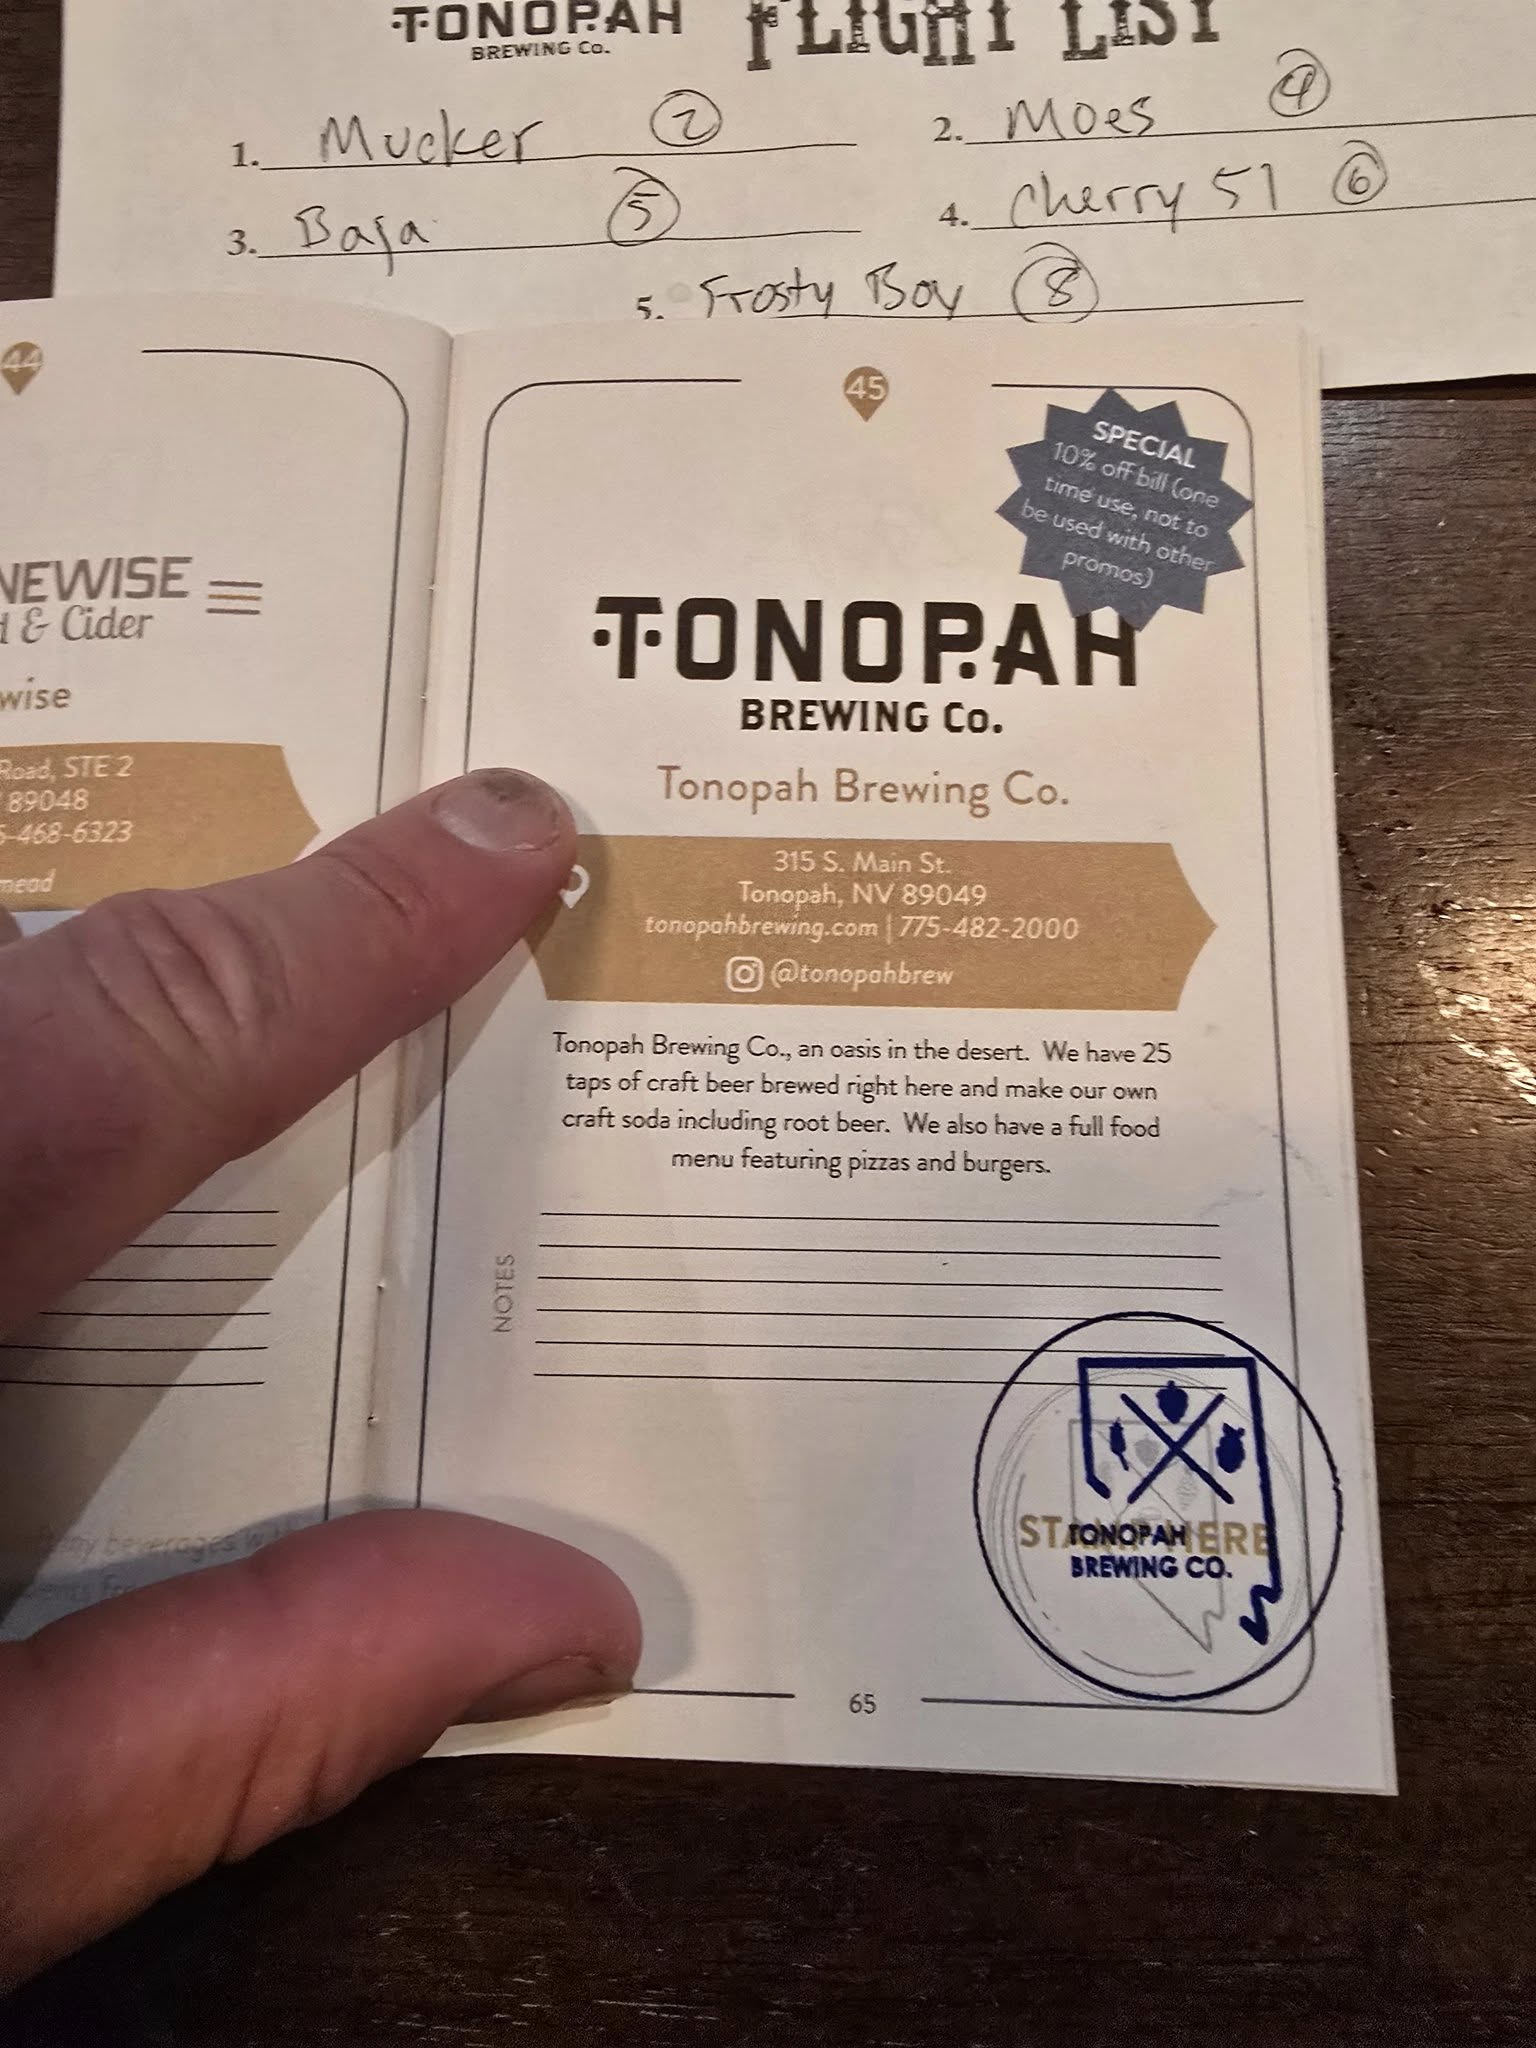 TONOPAH
BREWING Co.
FLIGHT LIST
1. Mucker 2
2. Moes 4
3. Baja 5
4. Cherry 51 6
5. Frosty Boy 8
44
NEWISE
& Cider
wise
Road, STE 2
89048
-468-6323
mead
45
SPECIAL
10% off bill (one
time use, not to
be used with other
promos)
TONOPAH
BREWING Co.
Tonopah Brewing Co.
315 S. Main St.
Tonopah, NV 89049
tonopahbrewing.com | 775-482-2000
@tonopahbrew
Tonopah Brewing Co., an oasis in the desert. We have 25
taps of craft beer brewed right here and make our own
craft soda including root beer. We also have a full food
menu featuring pizzas and burgers.
NOTES
STAMP HERE
TONOPAH
BREWING CO.
65